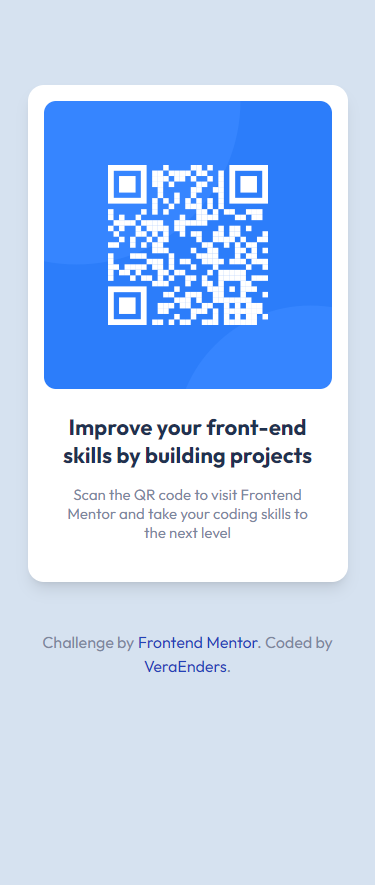 Improve your front-end
skills by building projects
Scan the QR code to visit Frontend
Mentor and take your coding skills to
the next level
Challenge by Frontend Mentor. Coded by
VeraEnders.